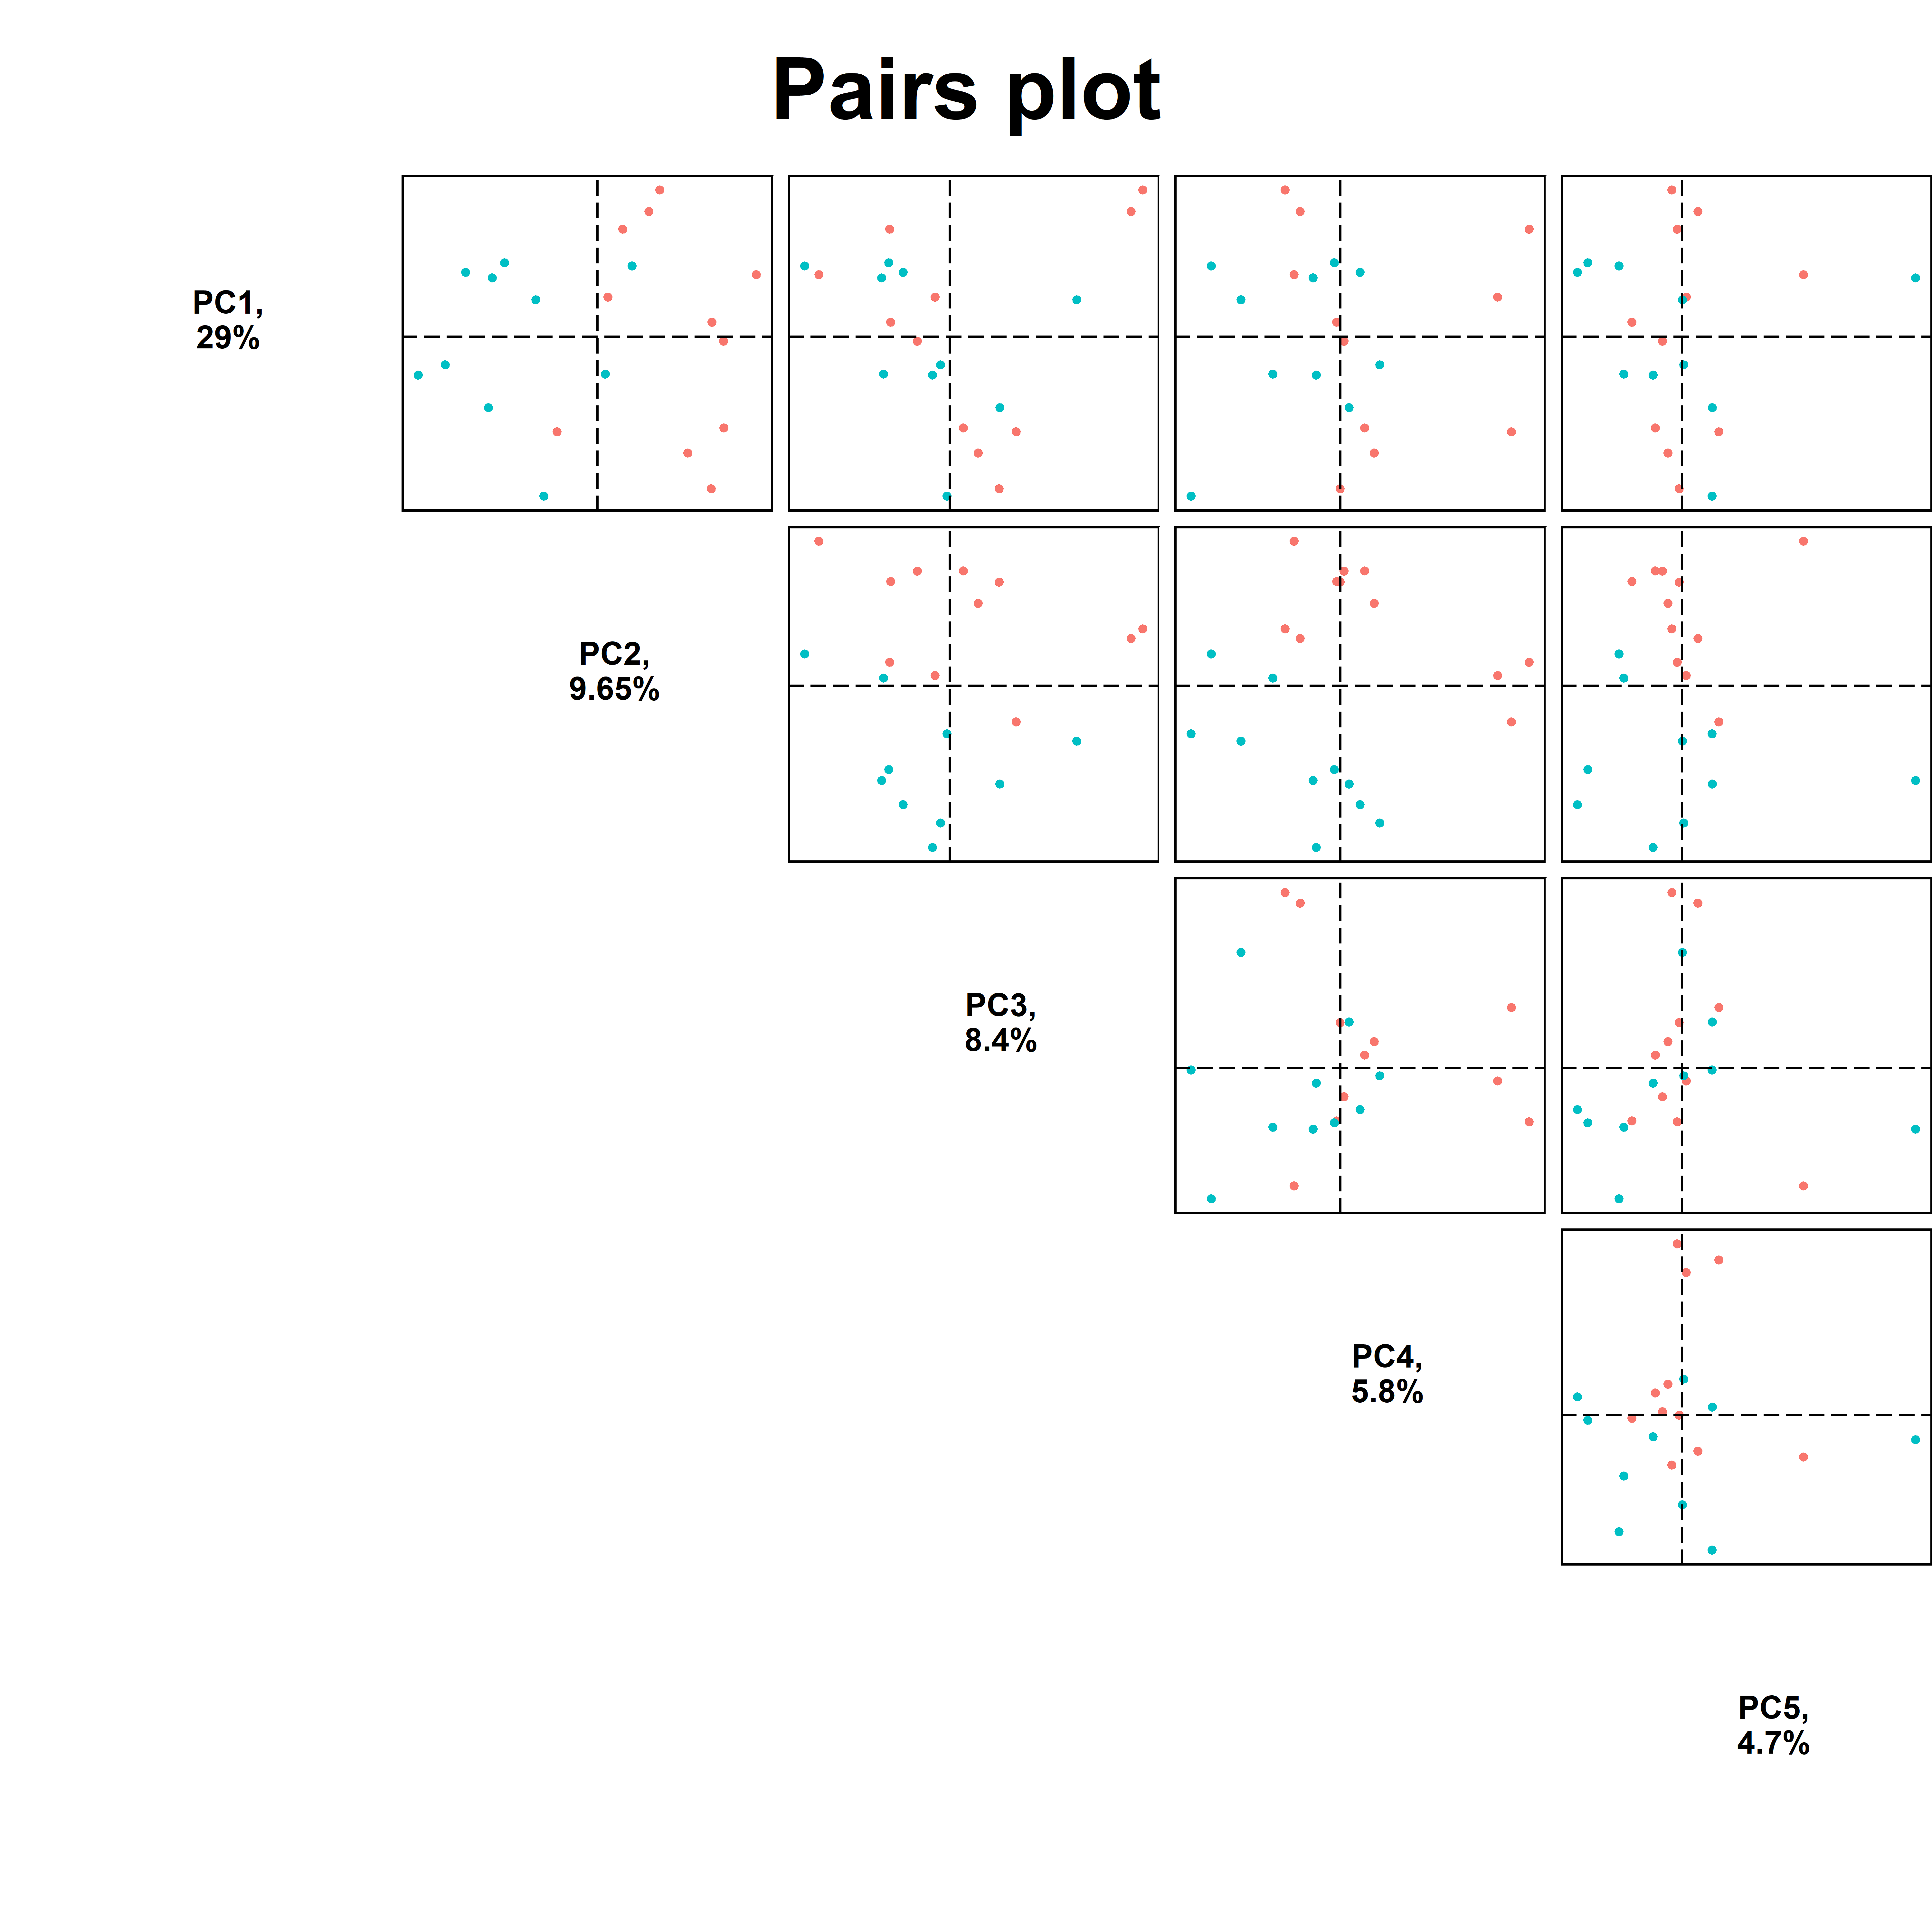 Pairs plot
PC1,
29%
PC2,
9.65%
PC3,
8.4%
PC4,
5.8%
PC5,
4.7%